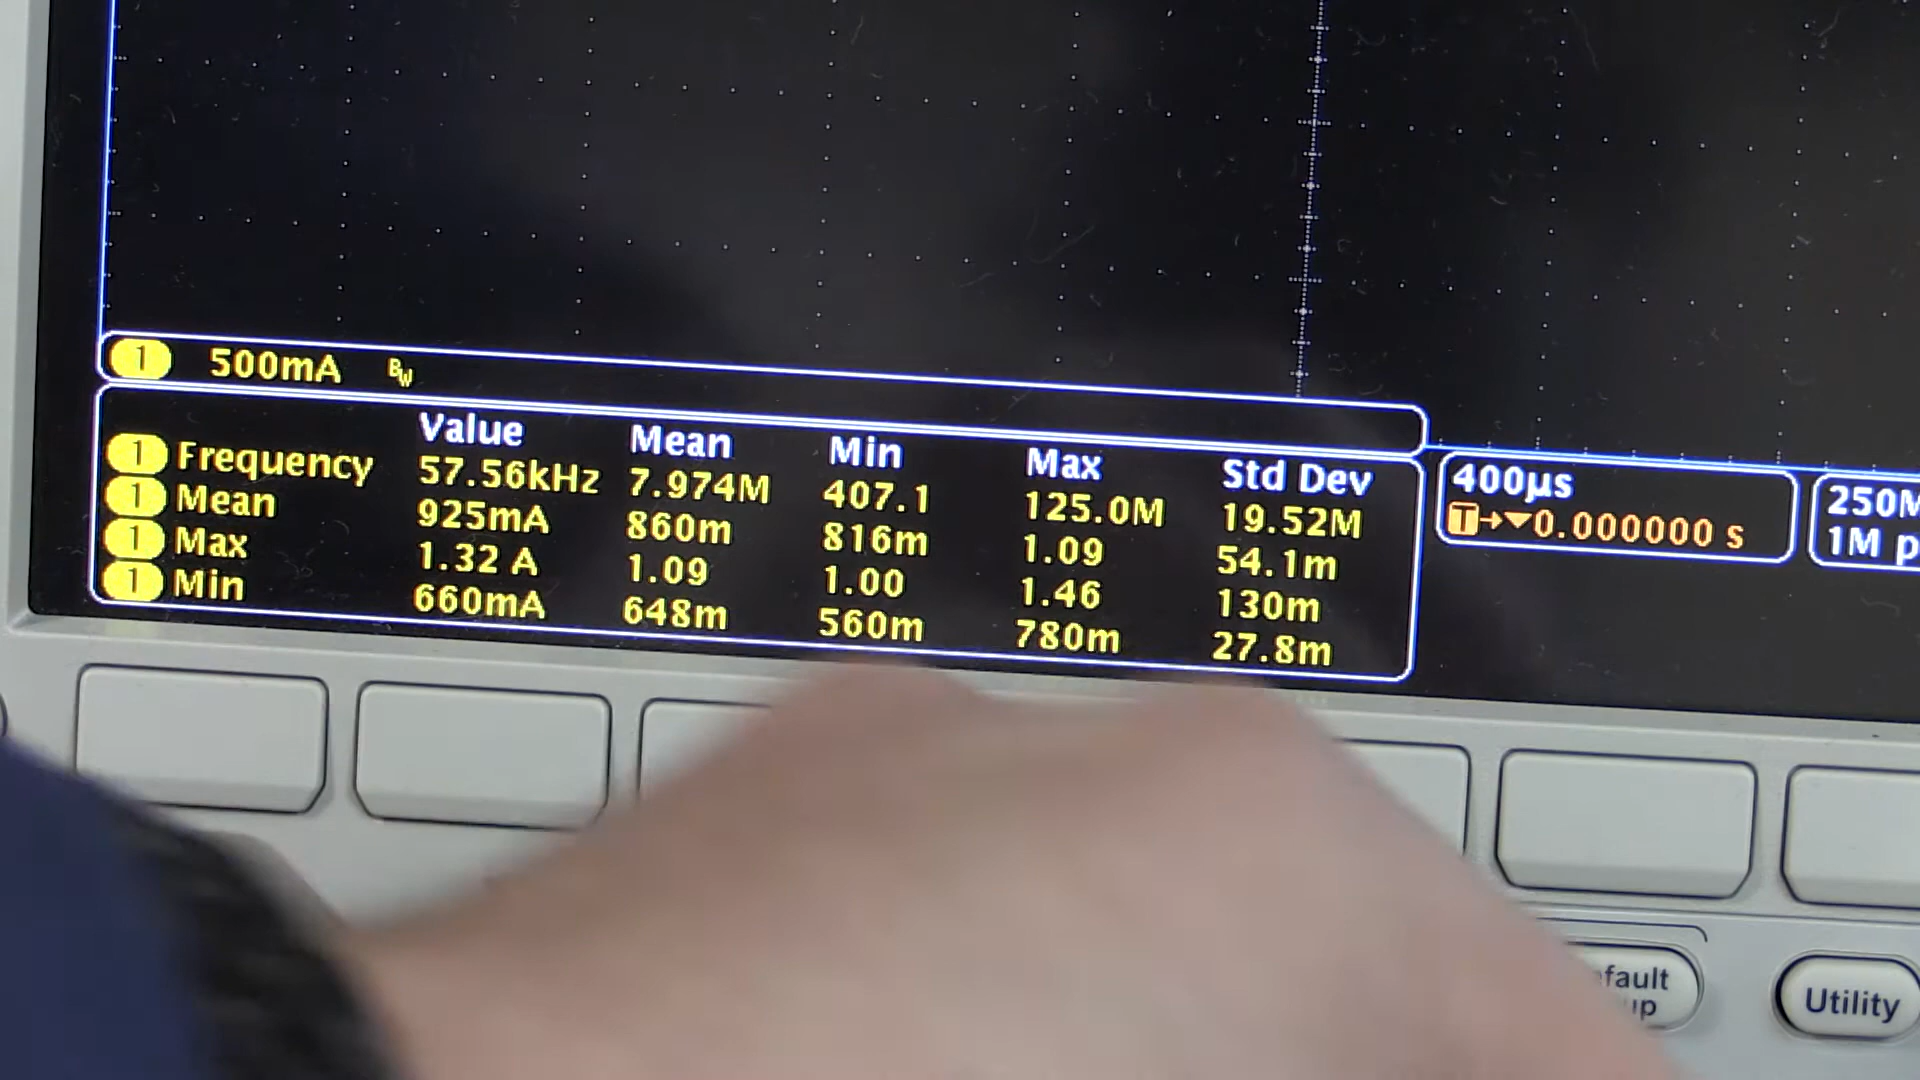 1 500mA BW
Value Mean Min Max Std Dev
1 Frequency 57.56kHz 7.974M 407.1 125.0M 19.52M
1 Mean 925mA 860m 816m 1.09 54.1m
1 Max 1.32 A 1.09 1.00 1.46 130m
1 Min 660mA 648m 560m 780m 27.8m
400µs
T→▼0.000000 s
250M
1M p
efault
up
Utility